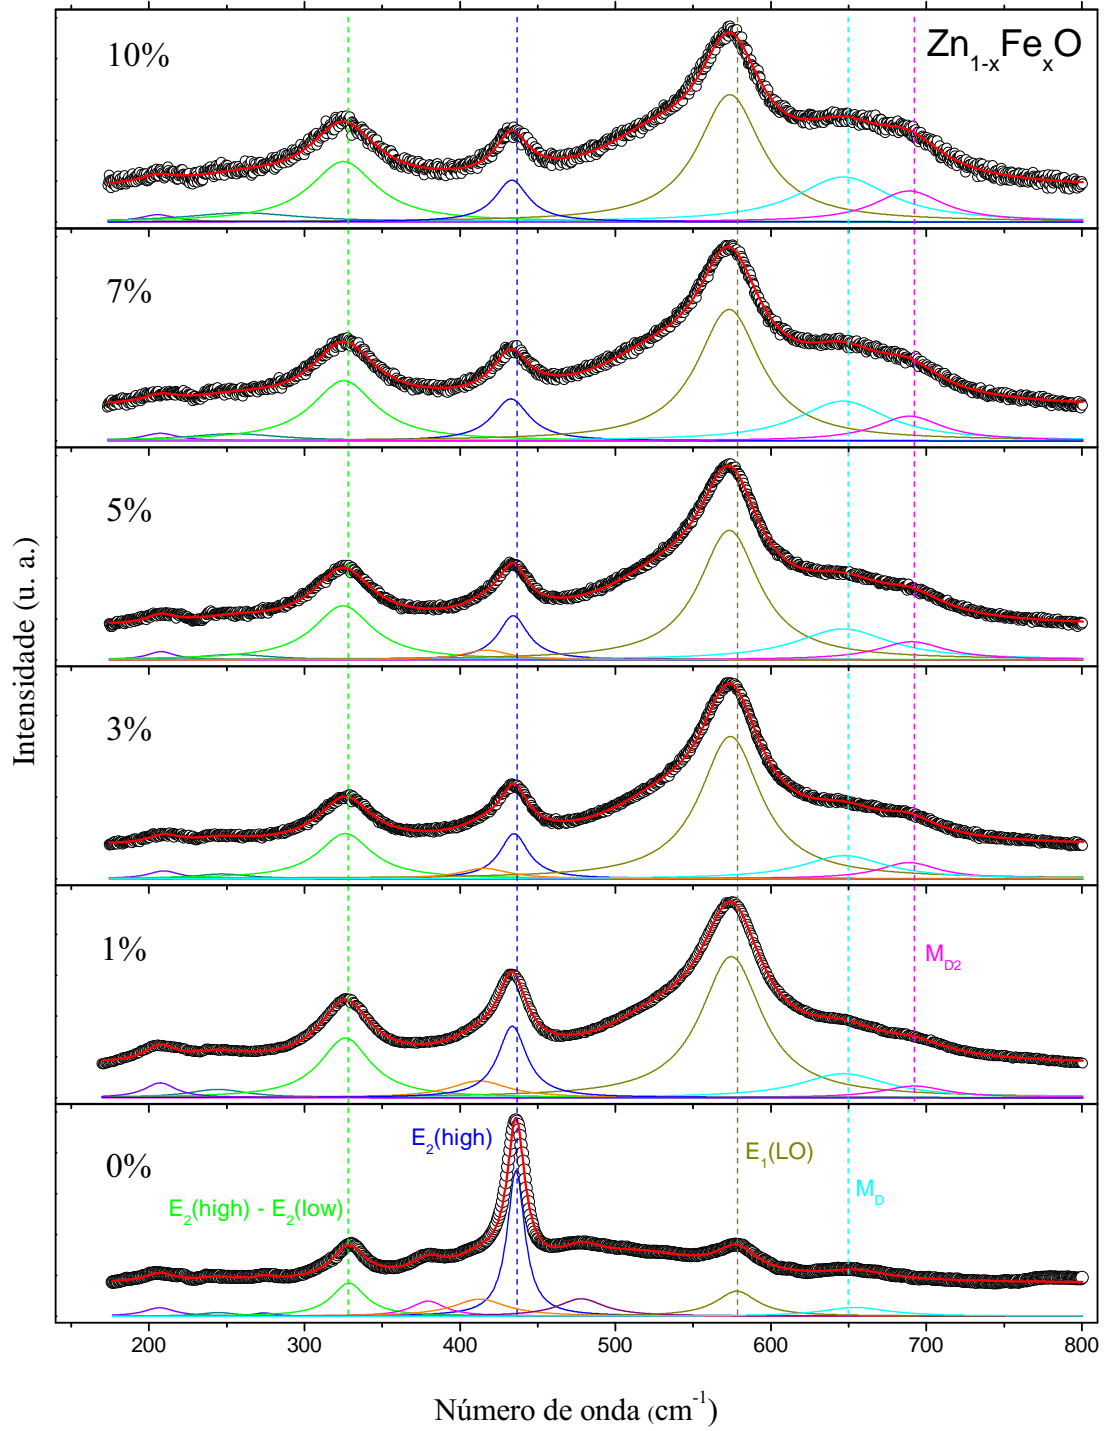 10%
Zn1-xFexO
7%
5%
3%
1%
MD2
0%
E2(high)
E1(LO)
E2(high) - E2(low)
MD
Intensidade (u. a.)
200 300 400 500 600 700 800
Número de onda (cm-1)